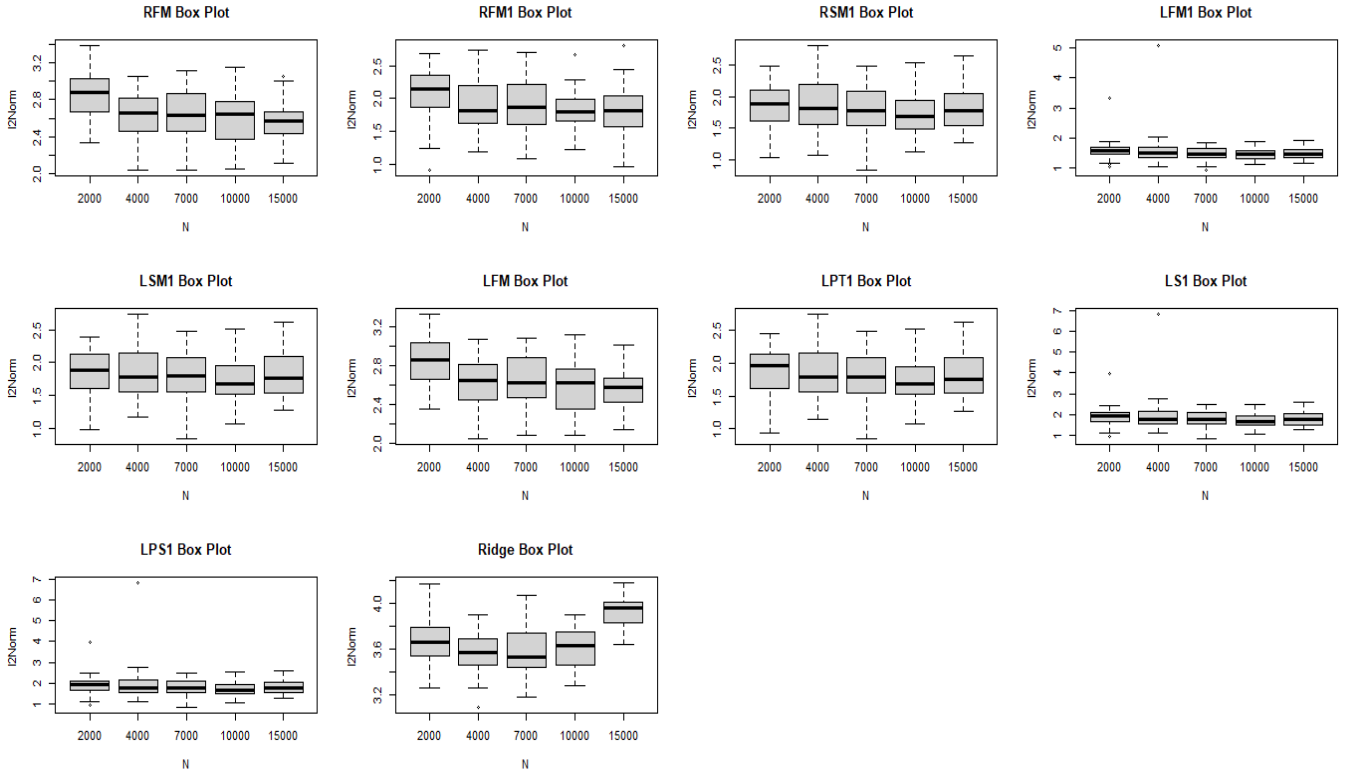 RFM Box Plot
l2Norm
2.0 2.4 2.8 3.2
2000 4000 7000 10000 15000
N
RFM1 Box Plot
l2Norm
1.0 1.5 2.0 2.5
2000 4000 7000 10000 15000
N
RSM1 Box Plot
l2Norm
1.0 1.5 2.0 2.5
2000 4000 7000 10000 15000
N
LFM1 Box Plot
l2Norm
1 2 3 4 5
2000 4000 7000 10000 15000
N
LSM1 Box Plot
l2Norm
1.0 1.5 2.0 2.5
2000 4000 7000 10000 15000
N
LFM Box Plot
l2Norm
2.0 2.4 2.8 3.2
2000 4000 7000 10000 15000
N
LPT1 Box Plot
l2Norm
1.0 1.5 2.0 2.5
2000 4000 7000 10000 15000
N
LS1 Box Plot
l2Norm
1 2 3 4 5 6 7
2000 4000 7000 10000 15000
N
LPS1 Box Plot
l2Norm
1 2 3 4 5 6 7
2000 4000 7000 10000 15000
N
Ridge Box Plot
l2Norm
3.2 3.6 4.0
2000 4000 7000 10000 15000
N